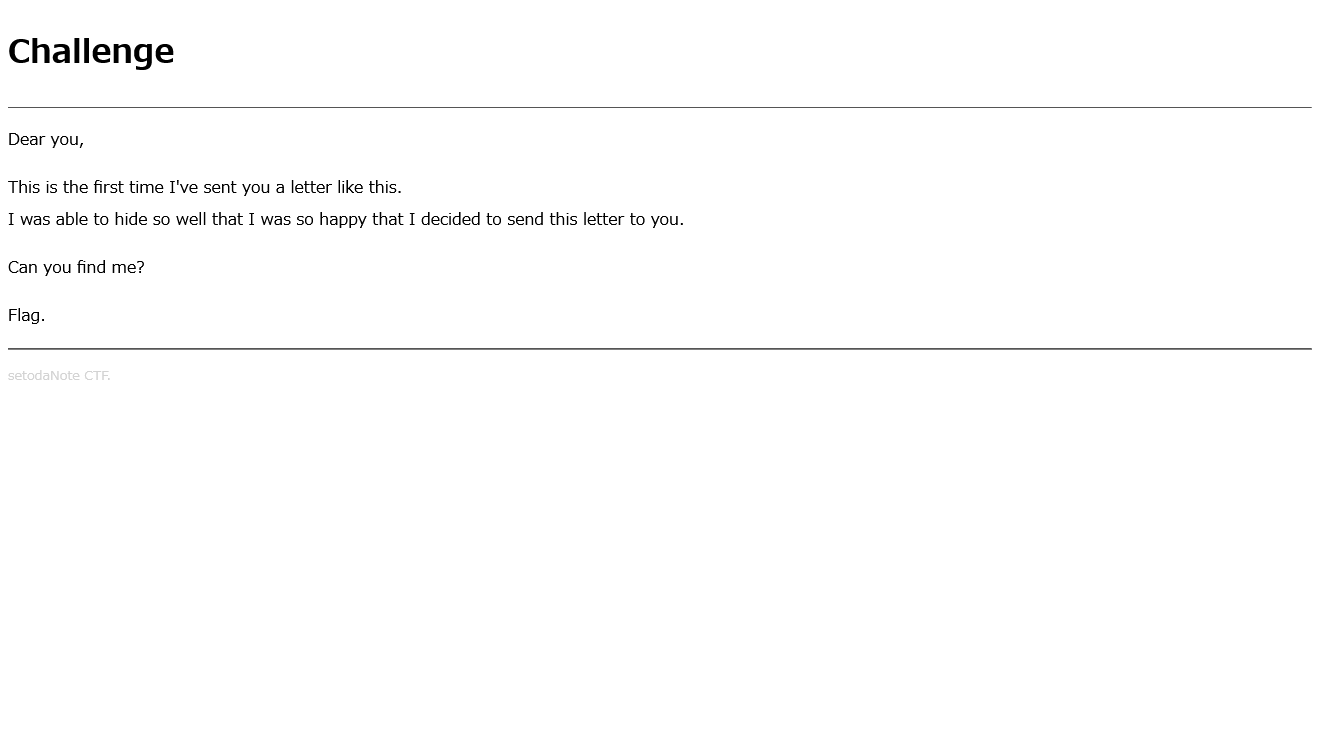 Challenge
Dear you,
This is the first time I've sent you a letter like this.
I was able to hide so well that I was so happy that I decided to send this letter to you.
Can you find me?
Flag.
setodaNote CTF.